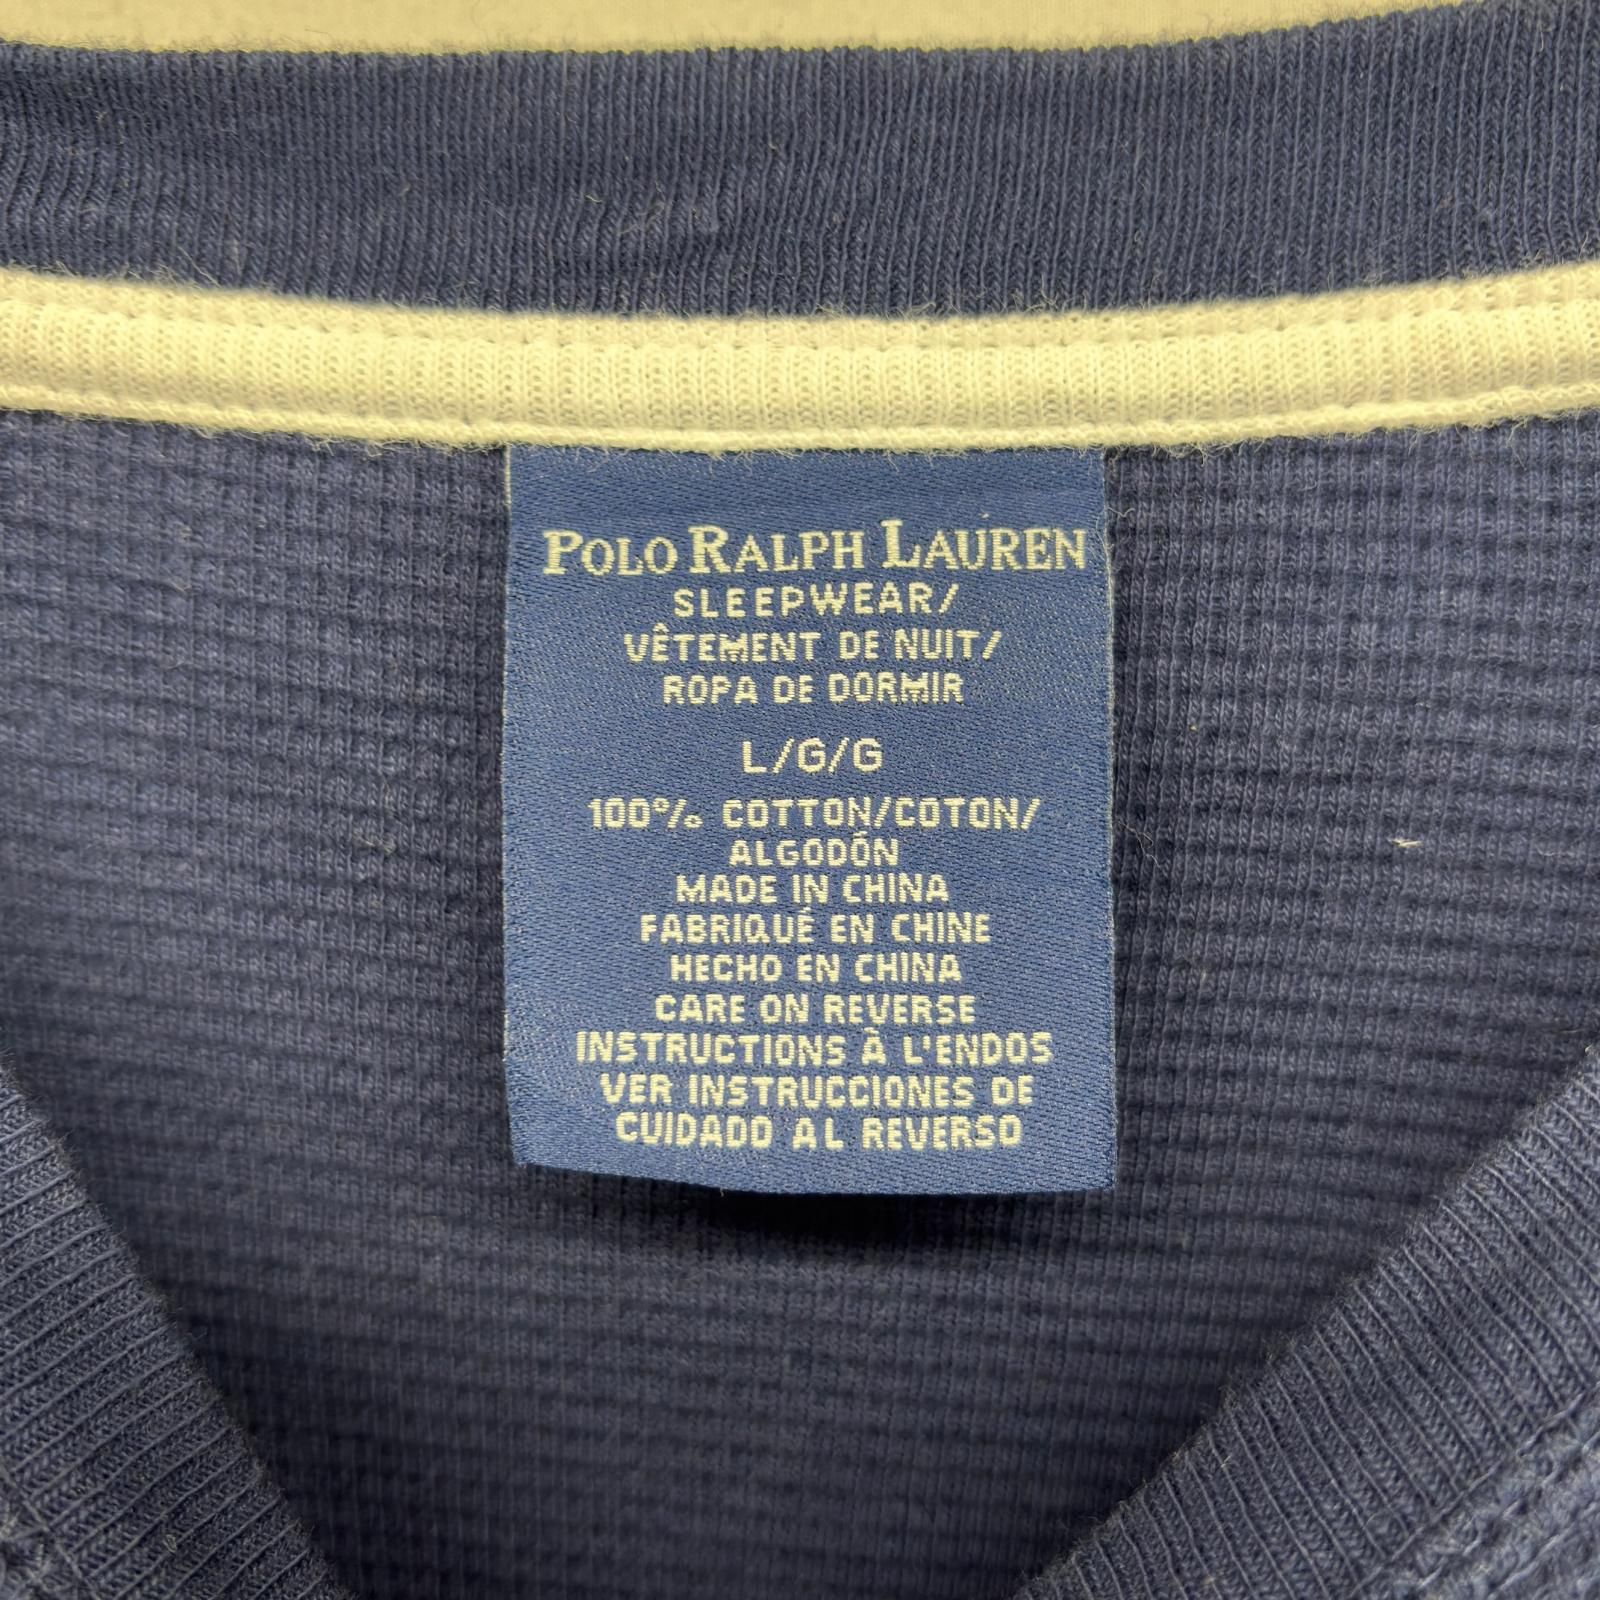 POLO RALPH LAUREN
SLEEPWEAR/
VÊTEMENT DE NUIT/
ROPA DE DORMIR
L/G/G
100% COTTON/COTON/
ALGODÓN
MADE IN CHINA
FABRIQUÉ EN CHINE
HECHO EN CHINA
CARE ON REVERSE
INSTRUCTIONS À L'ENDOS
VER INSTRUCCIONES DE
CUIDADO AL REVERSO